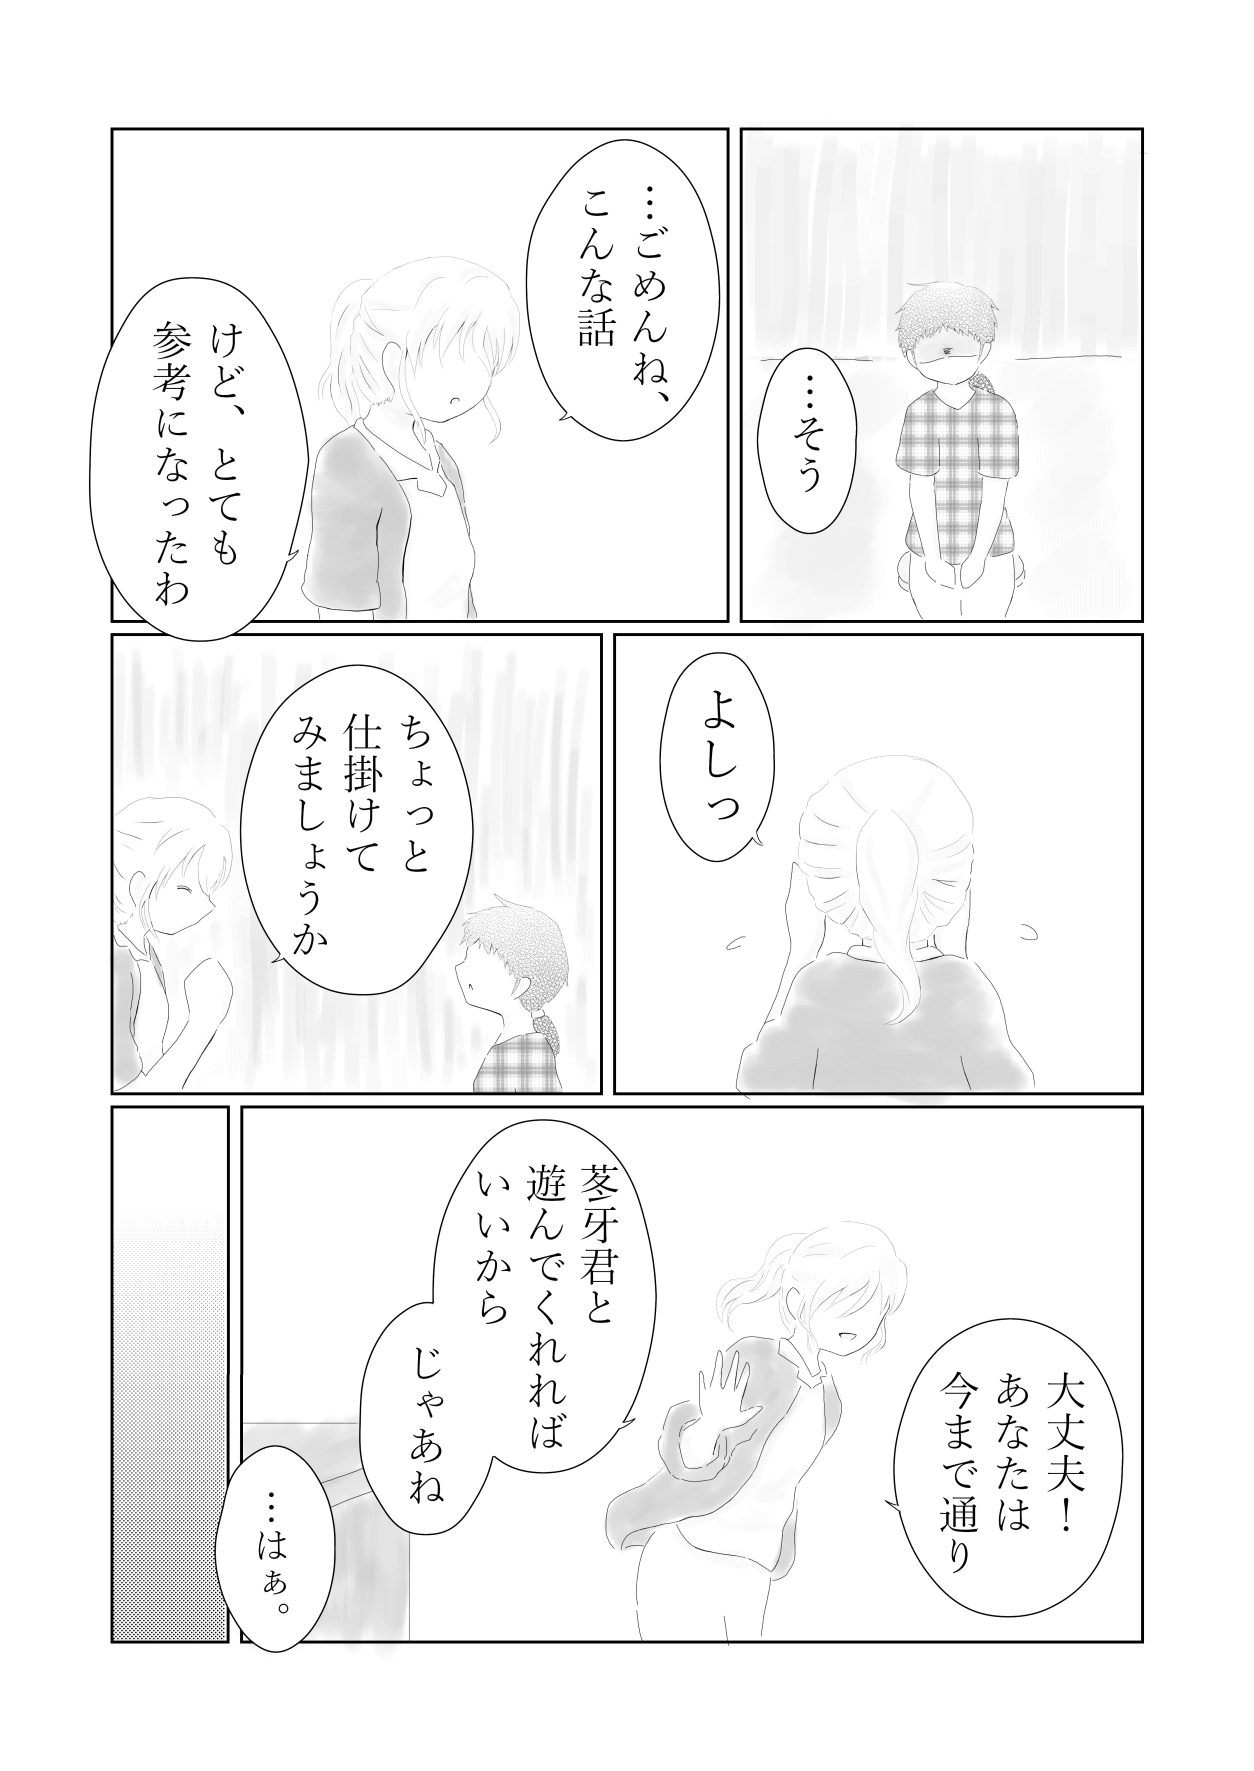 …そう
…ごめんね、
こんな話
けど、とても
参考になったわ
よしっ
ちょっと
仕掛けて
みましょうか
大丈夫！
あなたは
今まで通り
苳牙君と
遊んでくれれば
いいから
じゃあね
…はぁ。